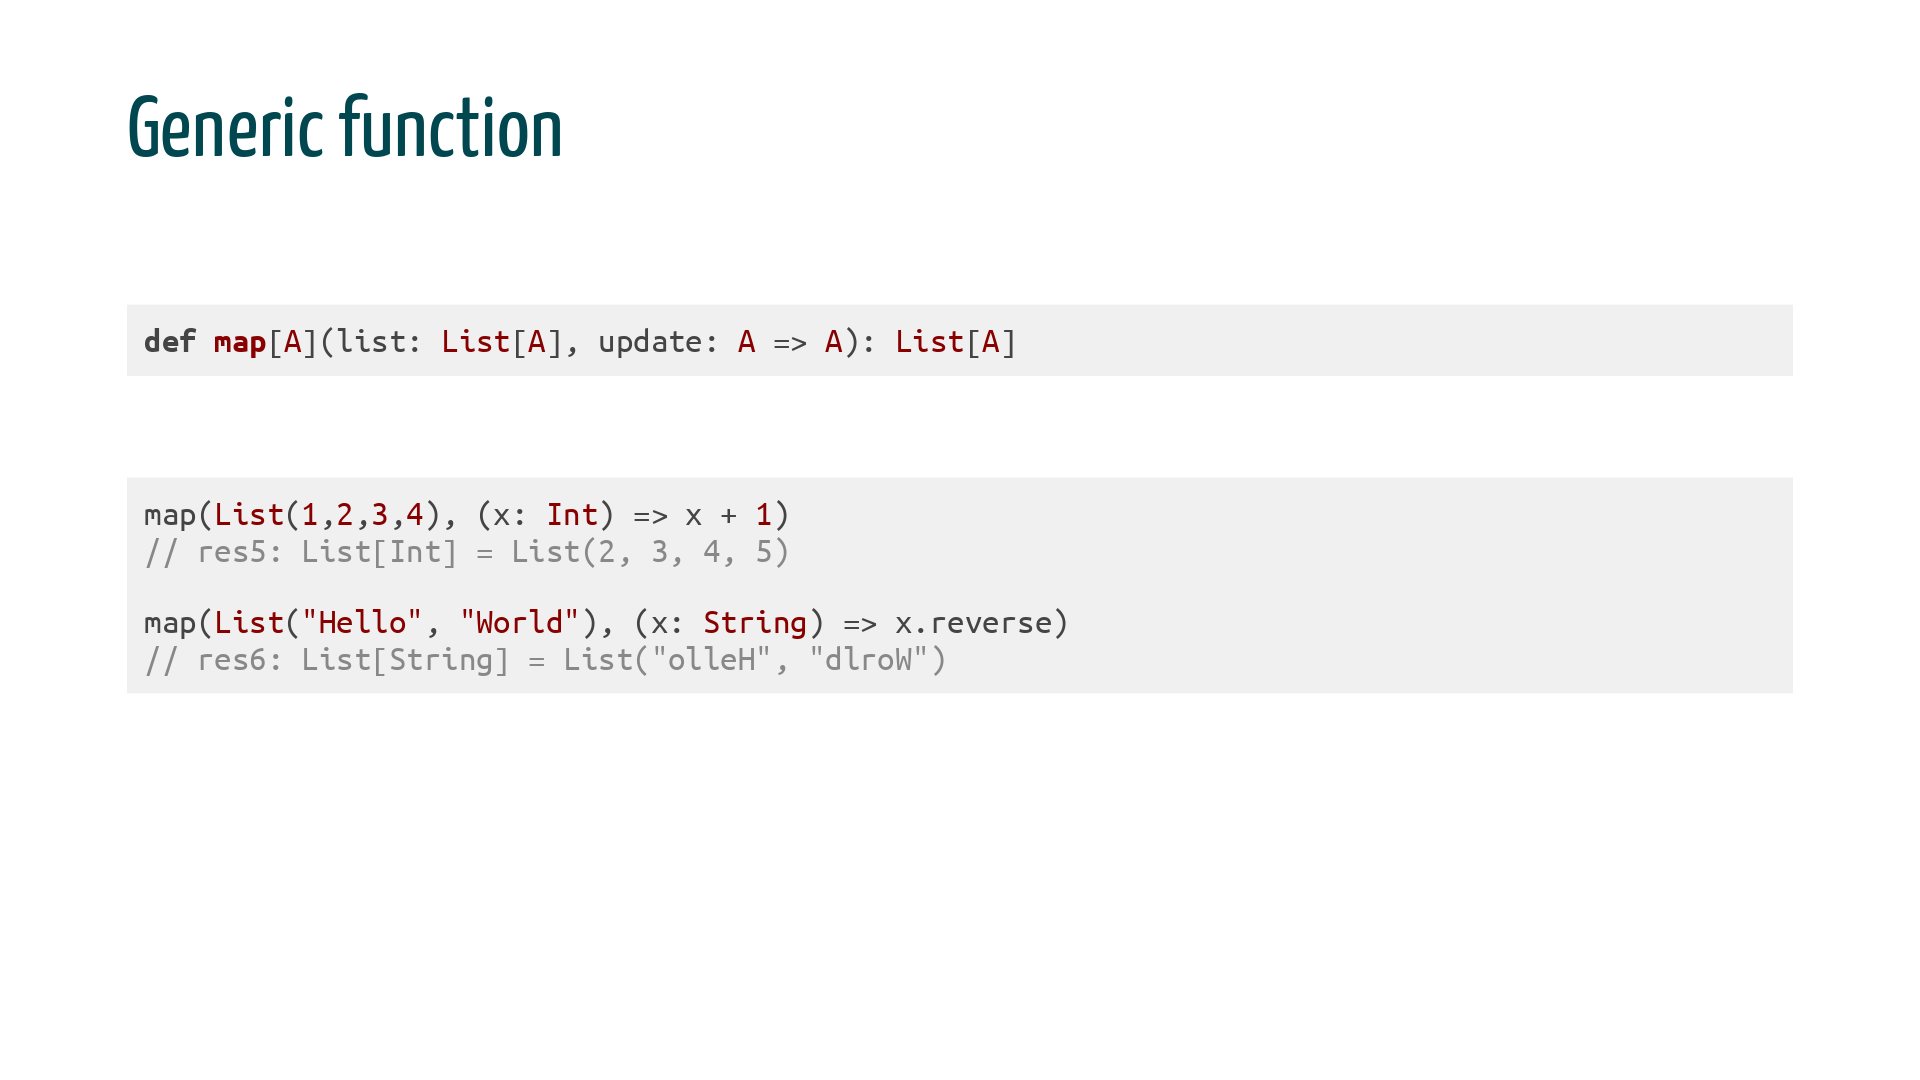 Generic function
def map[A](list: List[A], update: A => A): List[A]
map(List(1,2,3,4), (x: Int) => x + 1)
// res5: List[Int] = List(2, 3, 4, 5)
map(List("Hello", "World"), (x: String) => x.reverse)
// res6: List[String] = List("olleH", "dlroW")